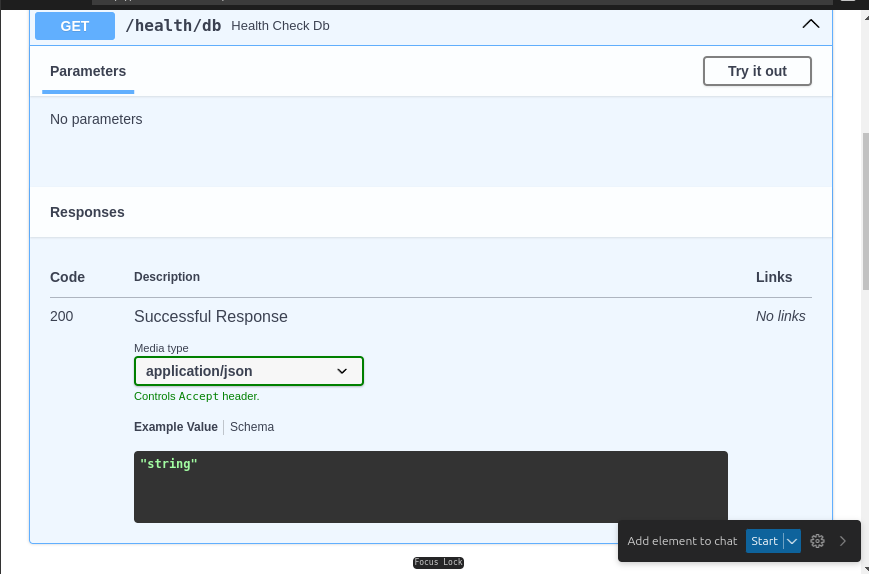 GET /health/db Health Check Db
Parameters
Try it out
No parameters
Responses
Code Description Links
200 Successful Response No links
Media type
application/json
Controls Accept header.
Example Value Schema
"string"
Add element to chat Start
Focus Lock